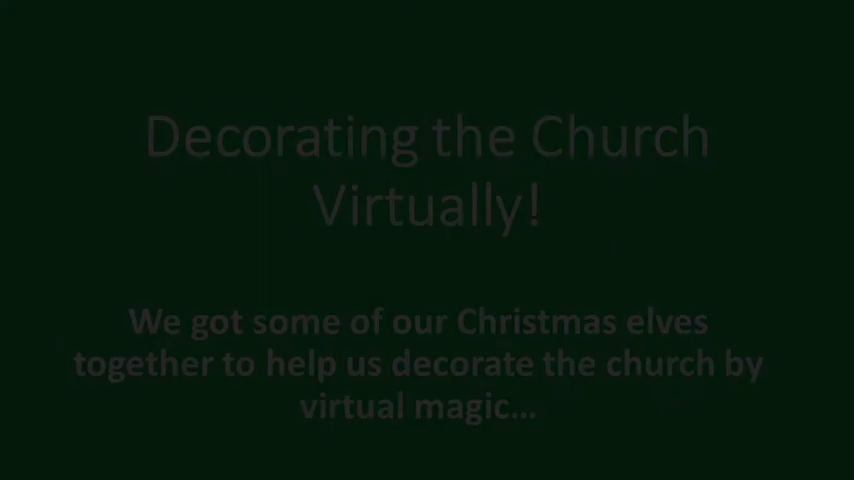 Decorating the Church
Virtually!
We got some of our Christmas elves
together to help us decorate the church by
virtual magic...